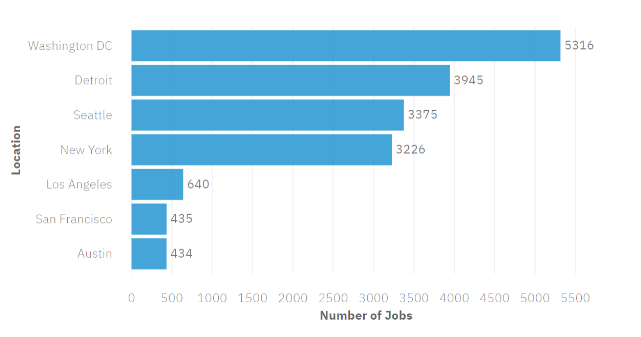 Location
Washington DC 5316
Detroit 3945
Seattle 3375
New York 3226
Los Angeles 640
San Francisco 435
Austin 434
0 500 1000 1500 2000 2500 3000 3500 4000 4500 5000 5500
Number of Jobs